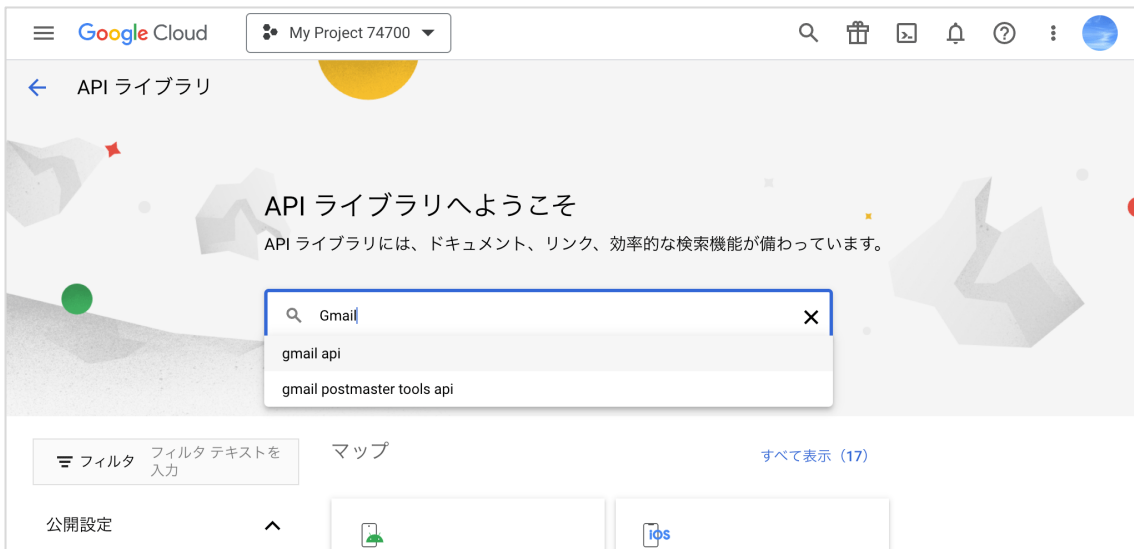 Google Cloud
My Project 74700
API ライブラリ
API ライブラリへようこそ
API ライブラリには、ドキュメント、リンク、効率的な検索機能が備わっています。
Gmail
gmail api
gmail postmaster tools api
フィルタ
フィルタ テキストを
入力
マップ
すべて表示（17）
公開設定
iOS